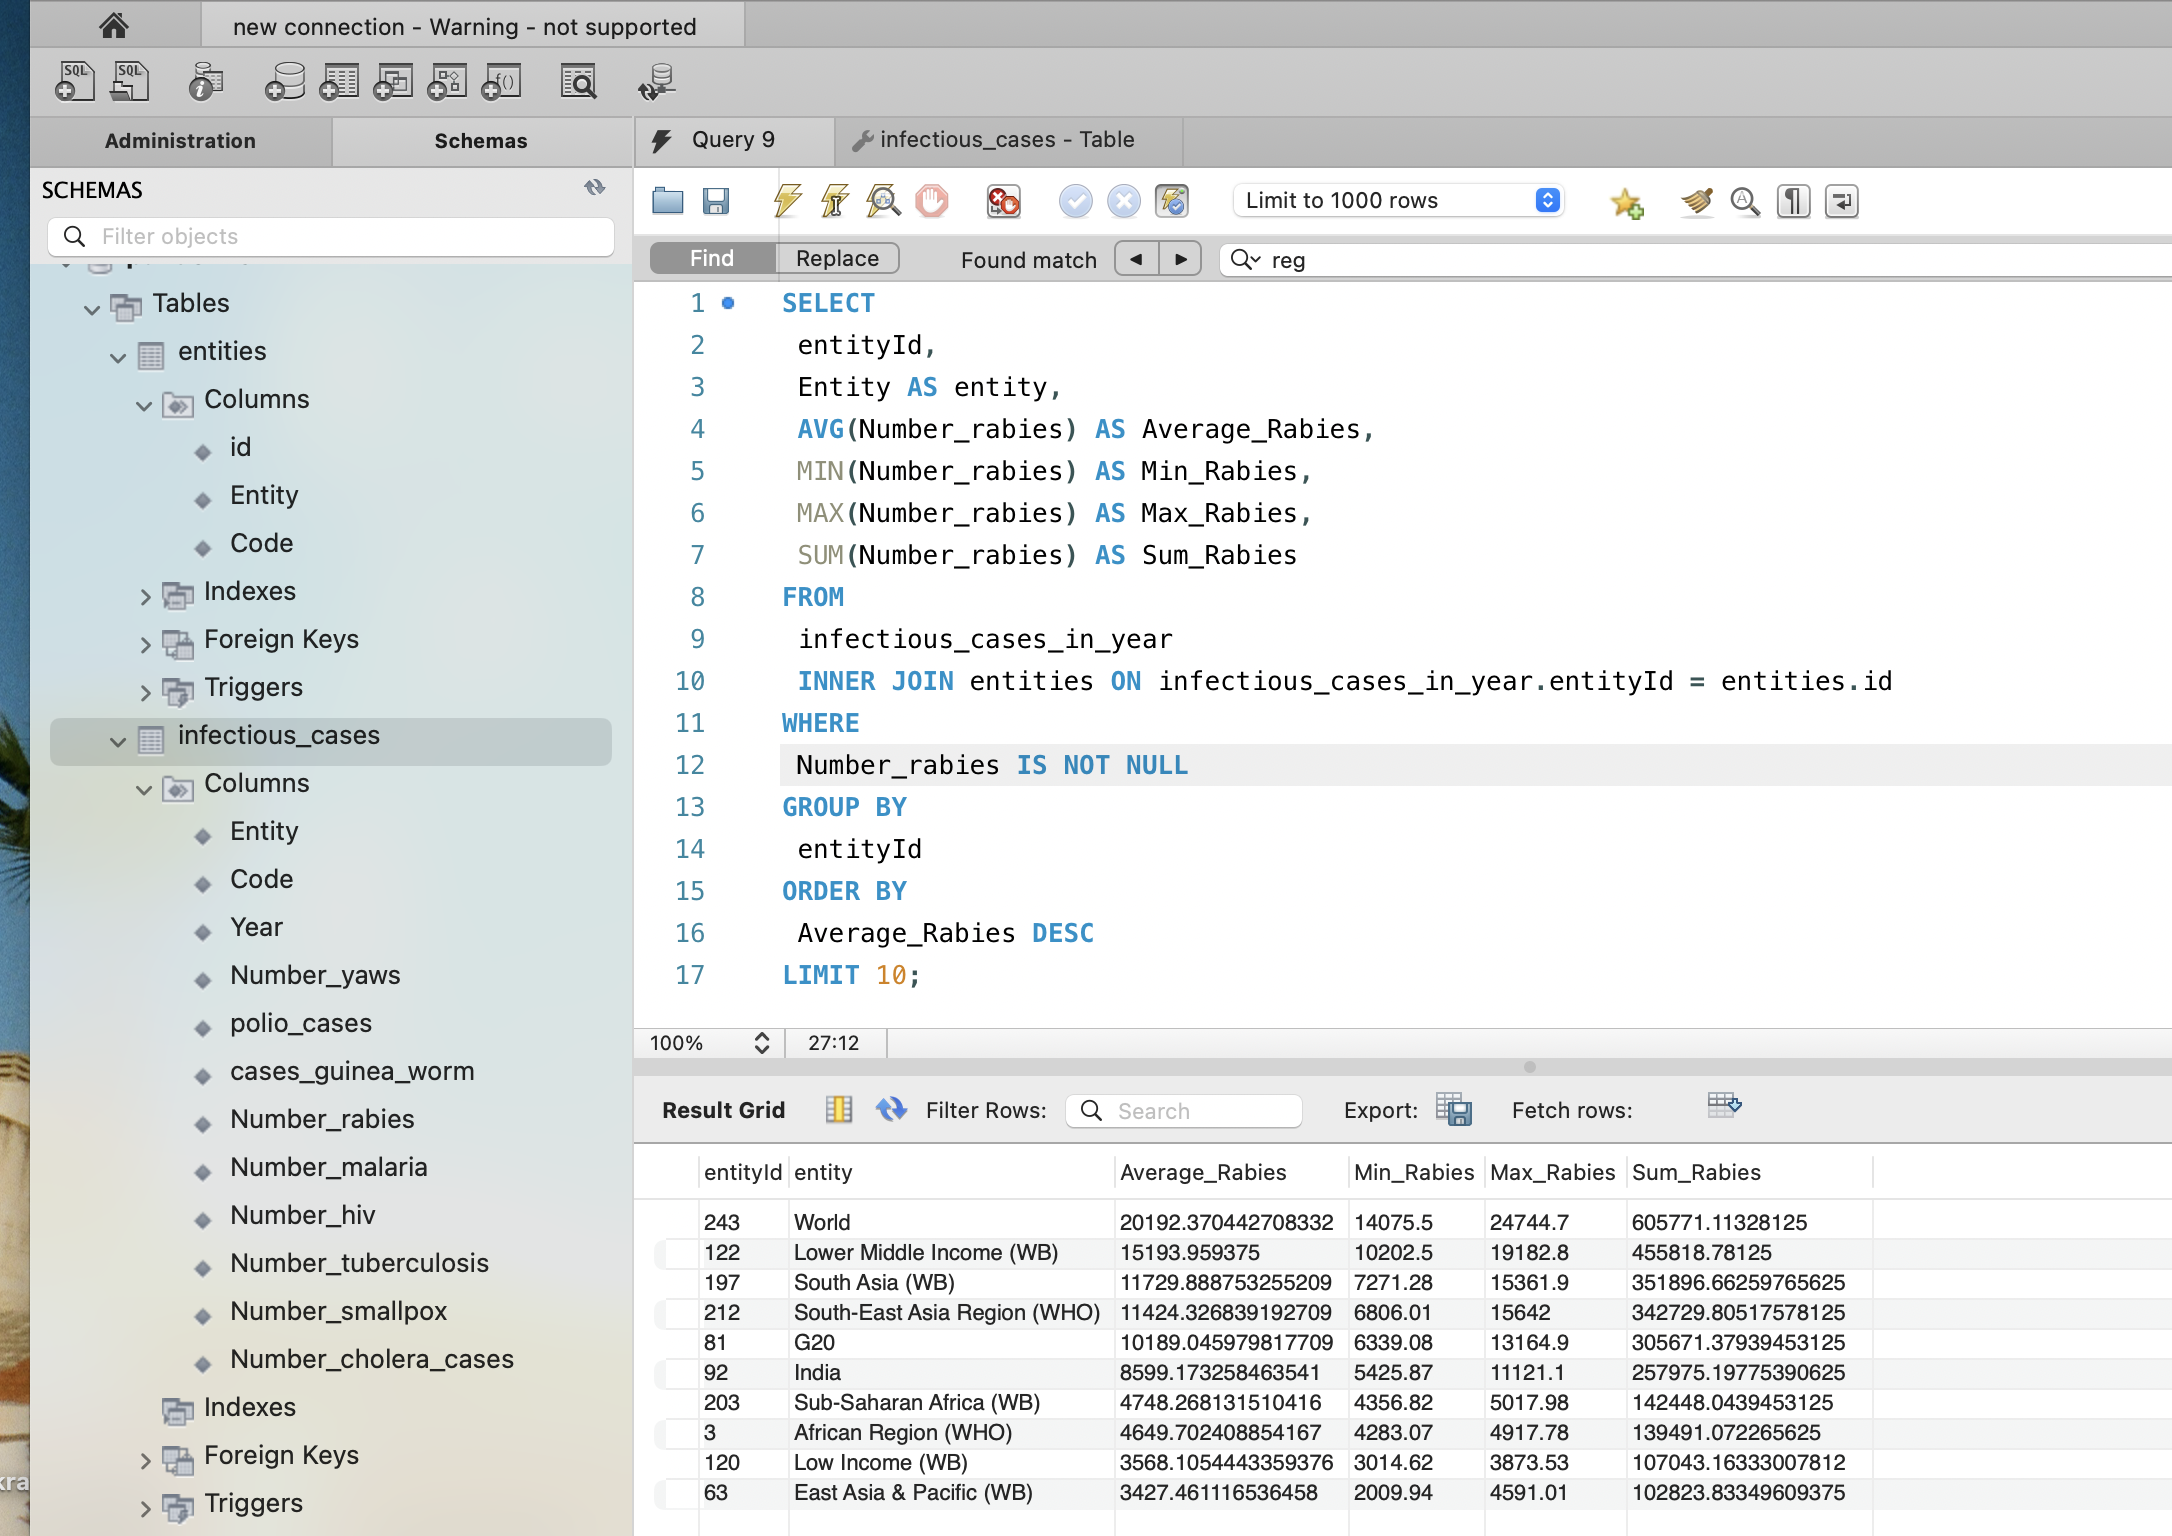 new connection - Warning - not supported
SQL
SQL
Administration
Schemas
Query 9
infectious_cases - Table
SCHEMAS
Filter objects
Limit to 1000 rows
Find
Replace
Found match
reg
Tables
entities
Columns
id
Entity
Code
Indexes
Foreign Keys
Triggers
infectious_cases
Columns
Entity
Code
Year
Number_yaws
polio_cases
cases_guinea_worm
Number_rabies
Number_malaria
Number_hiv
Number_tuberculosis
Number_smallpox
Number_cholera_cases
Indexes
Foreign Keys
Triggers
1 SELECT
2 entityId,
3 Entity AS entity,
4 AVG(Number_rabies) AS Average_Rabies,
5 MIN(Number_rabies) AS Min_Rabies,
6 MAX(Number_rabies) AS Max_Rabies,
7 SUM(Number_rabies) AS Sum_Rabies
8 FROM
9 infectious_cases_in_year
10 INNER JOIN entities ON infectious_cases_in_year.entityId = entities.id
11 WHERE
12 Number_rabies IS NOT NULL
13 GROUP BY
14 entityId
15 ORDER BY
16 Average_Rabies DESC
17 LIMIT 10;
100% 27:12
Result Grid Filter Rows: Search Export: Fetch rows:
entityId entity Average_Rabies Min_Rabies Max_Rabies Sum_Rabies
243 World 20192.370442708332 14075.5 24744.7 605771.11328125
122 Lower Middle Income (WB) 15193.959375 10202.5 19182.8 455818.78125
197 South Asia (WB) 11729.888753255209 7271.28 15361.9 351896.66259765625
212 South-East Asia Region (WHO) 11424.326839192709 6806.01 15642 342729.80517578125
81 G20 10189.045979817709 6339.08 13164.9 305671.37939453125
92 India 8599.173258463541 5425.87 11121.1 257975.19775390625
203 Sub-Saharan Africa (WB) 4748.268131510416 4356.82 5017.98 142448.0439453125
3 African Region (WHO) 4649.702408854167 4283.07 4917.78 139491.072265625
120 Low Income (WB) 3568.1054443359376 3014.62 3873.53 107043.16333007812
63 East Asia & Pacific (WB) 3427.461116536458 2009.94 4591.01 102823.83349609375